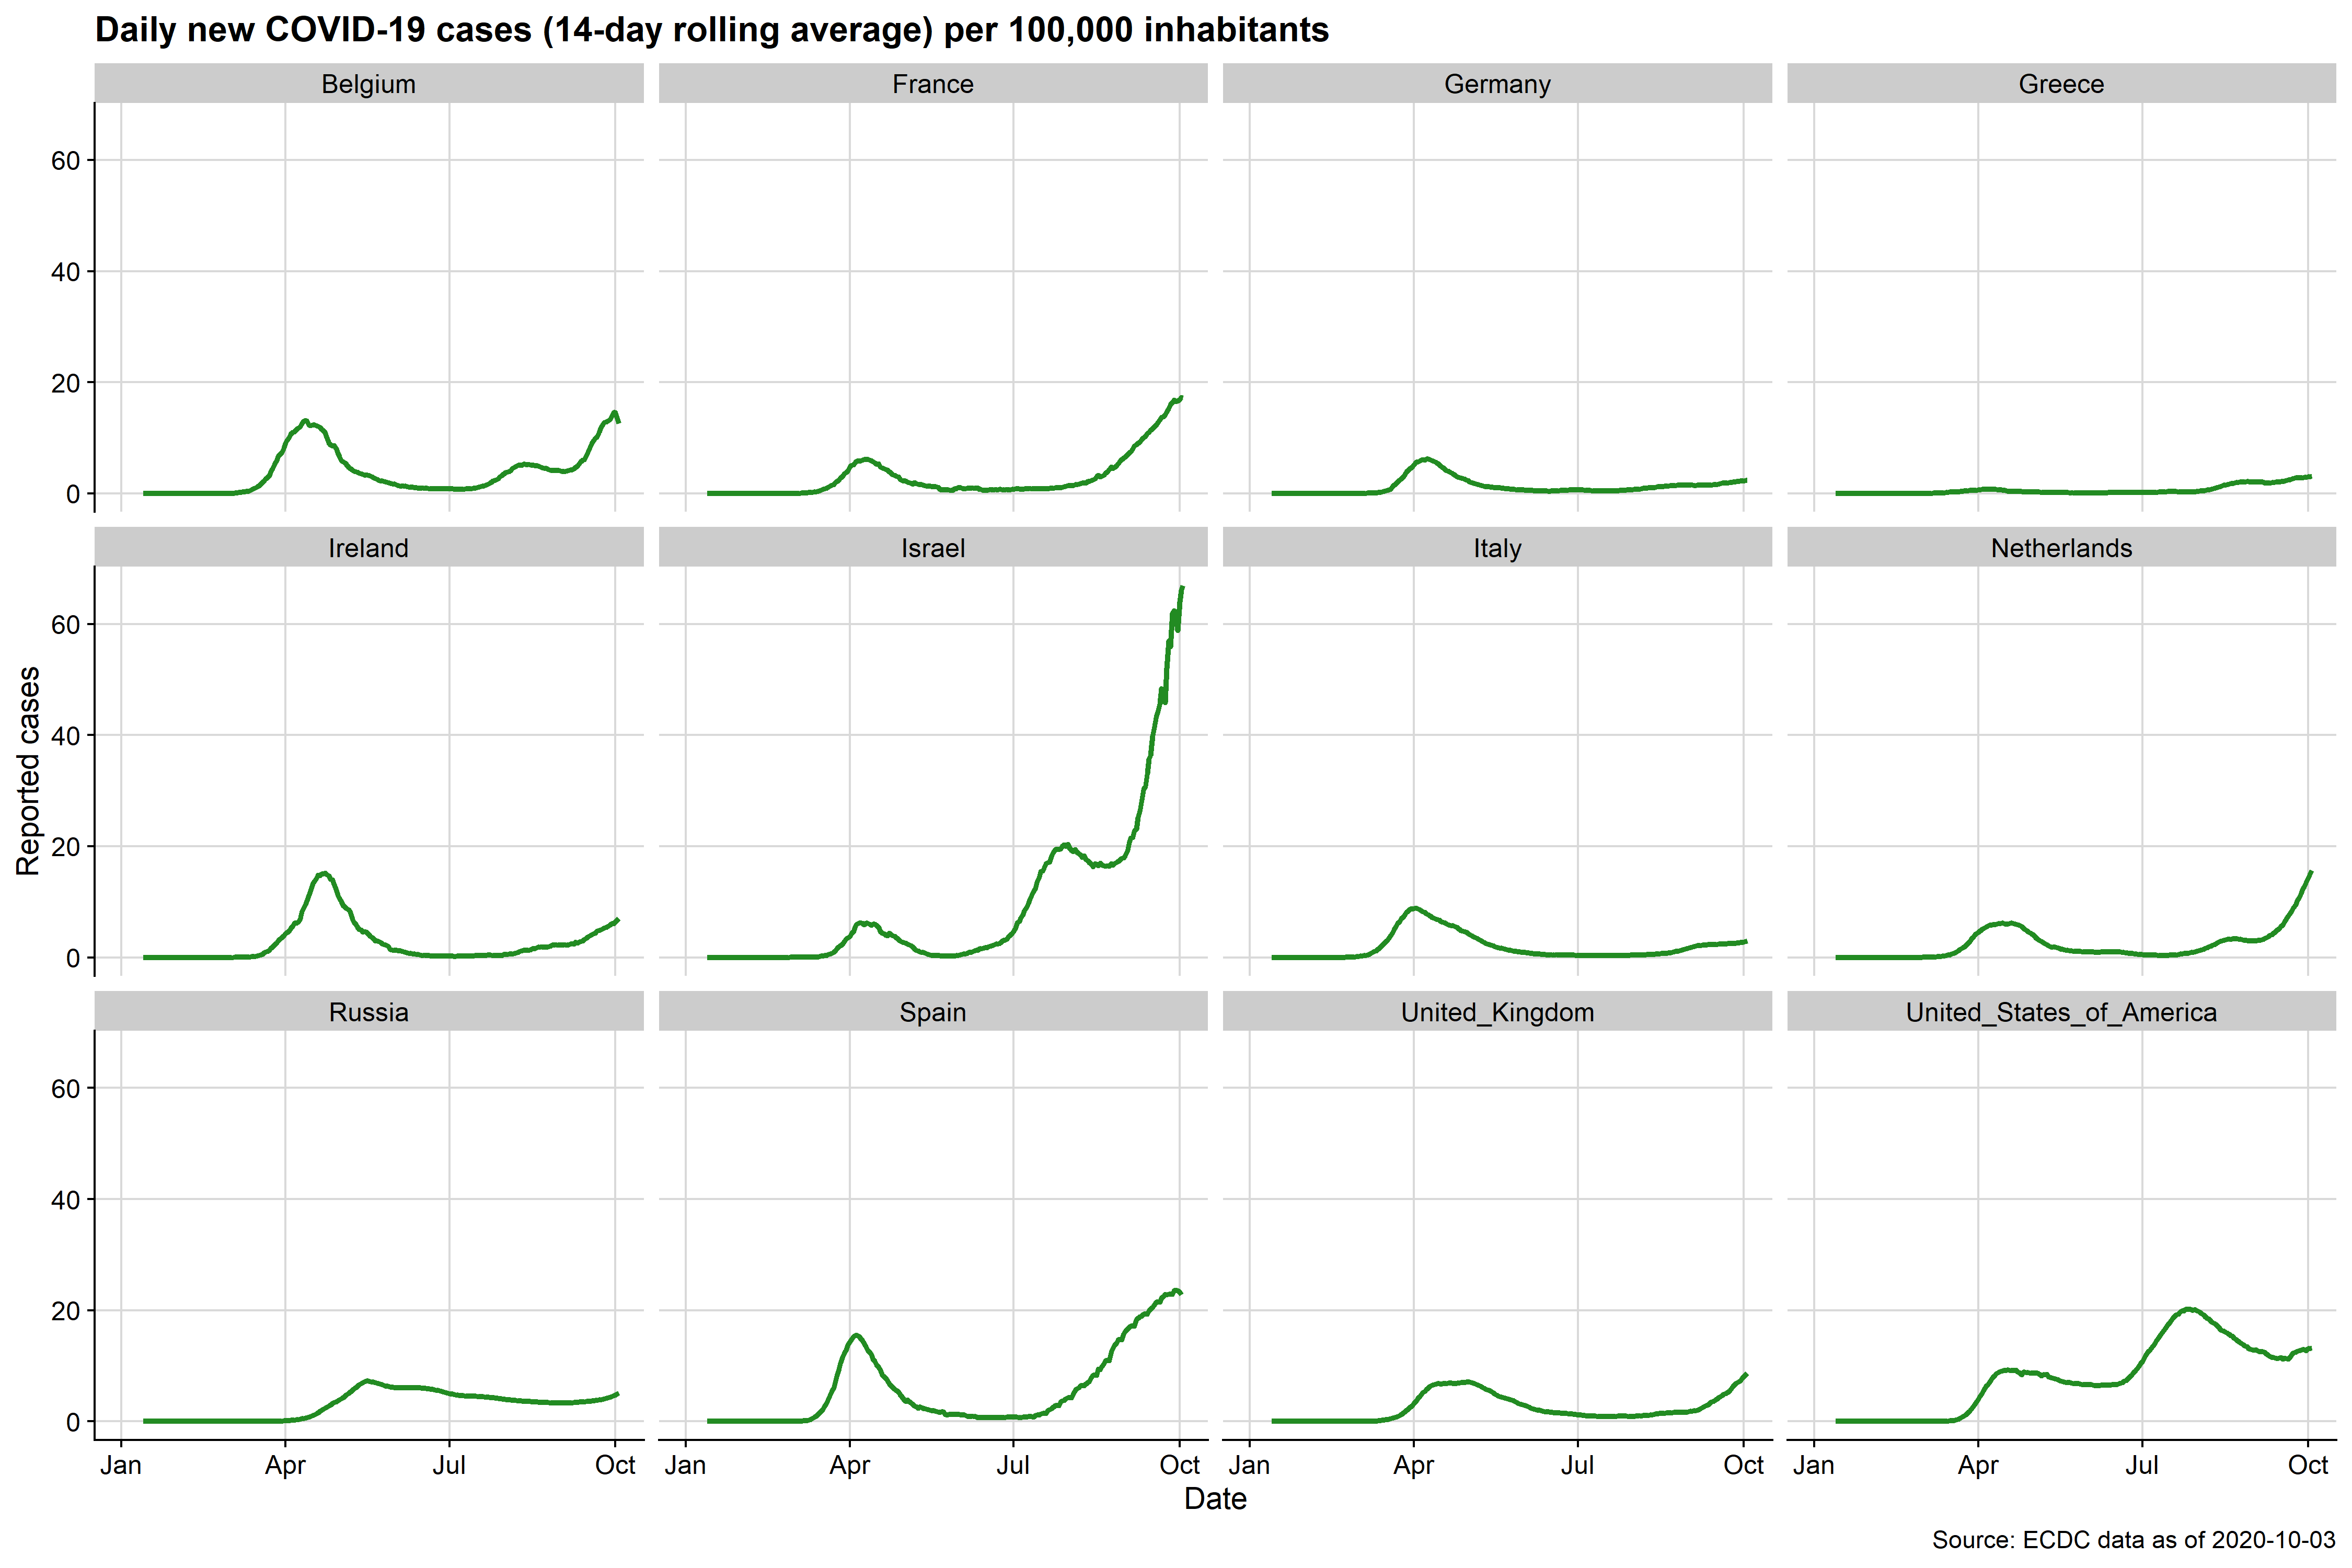 Daily new COVID-19 cases (14-day rolling average) per 100,000 inhabitants
Belgium
France
Germany
Greece
60
40
20
0
Ireland
Israel
Italy
Netherlands
60
40
20
0
Reported cases
Russia
Spain
United_Kingdom
United_States_of_America
60
40
20
0
Jan Apr Jul Oct
Jan Apr Jul Oct
Jan Apr Jul Oct
Jan Apr Jul Oct
Date
Source: ECDC data as of 2020-10-03